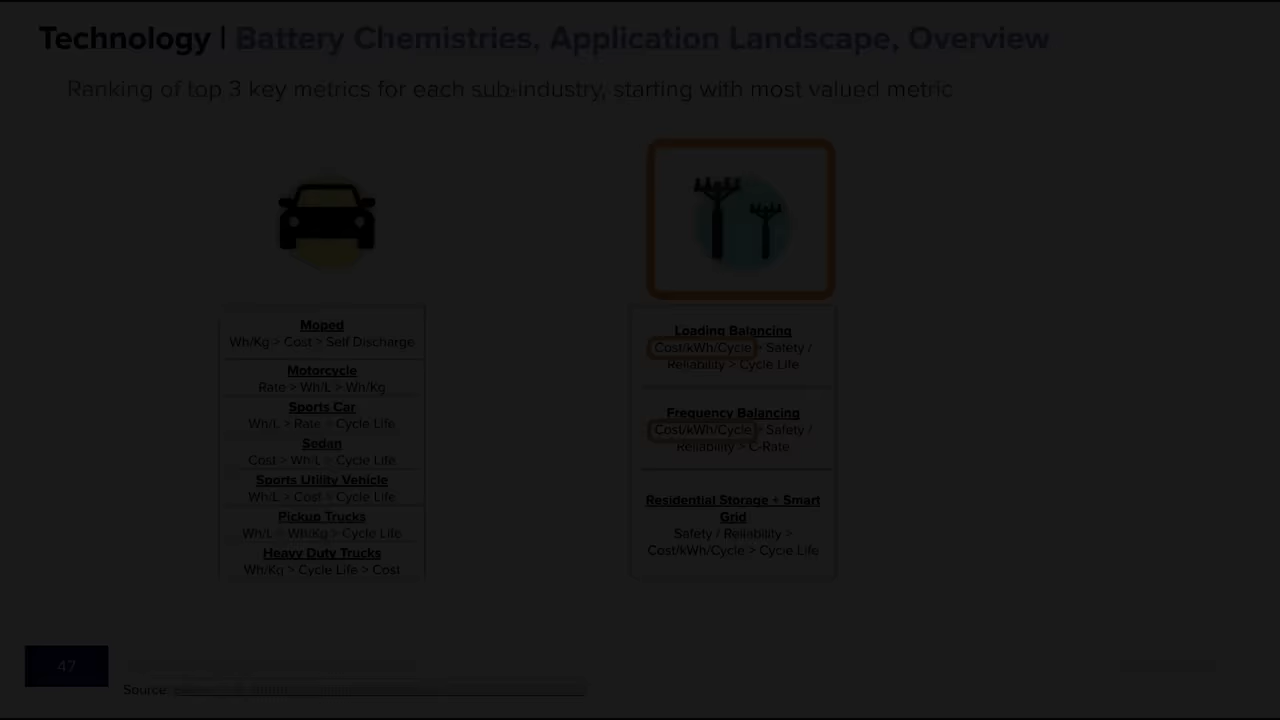 Technology | Battery Chemistries, Application Landscape, Overview
Ranking of top 3 key metrics for each sub-industry, starting with most valued metric
Moped
Wh/Kg > Cost > Self Discharge
Motorcycle
Rate > Wh/L > Wh/Kg
Sports Car
Wh/L > Rate > Cycle Life
Sedan
Cost > Wh/L > Cycle Life
Sports Utility Vehicle
Wh/L > Cost > Cycle Life
Pickup Trucks
Wh/L > Wh/Kg > Cycle Life
Heavy Duty Trucks
Wh/Kg > Cycle Life > Cost
Loading Balancing
Cost/kWh/Cycle > Safety /
Reliability > Cycle Life
Frequency Balancing
Cost/kWh/Cycle > Safety /
Reliability > C-Rate
Residential Storage + Smart
Grid
Safety / Reliability >
Cost/kWh/Cycle > Cycle Life
47
Source: